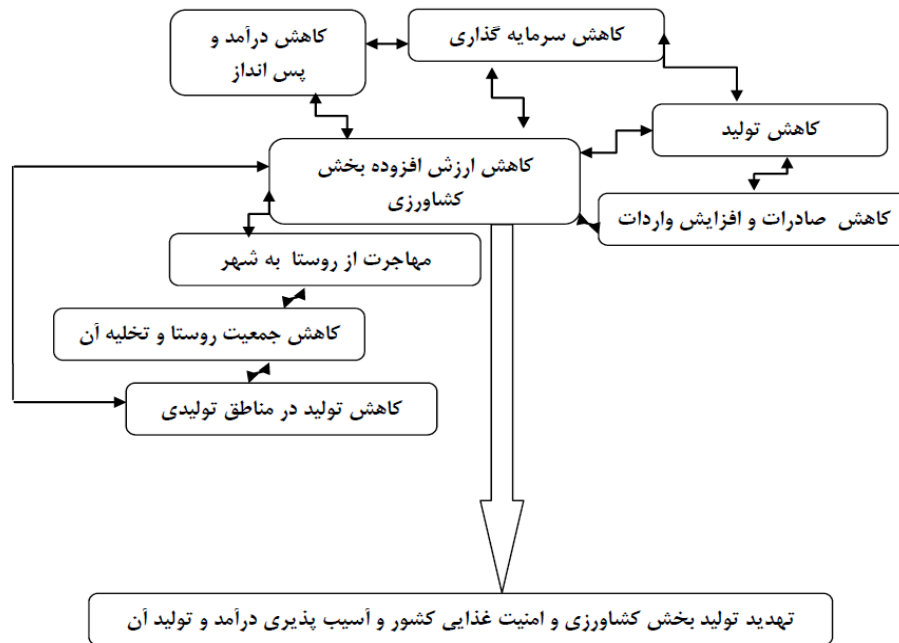 کاهش سرمایه گذاری
کاهش درآمد و
پس انداز
کاهش تولید
کاهش ارزش افزوده بخش
کشاورزی
کاهش  صادرات و افزایش واردات
مهاجرت از روستا  به شهر
کاهش جمعیت روستا و تخلیه آن
کاهش تولید در مناطق تولیدی
تهدید تولید بخش کشاورزی و امنیت غذایی کشور و آسیب پذیری درآمد و تولید آن